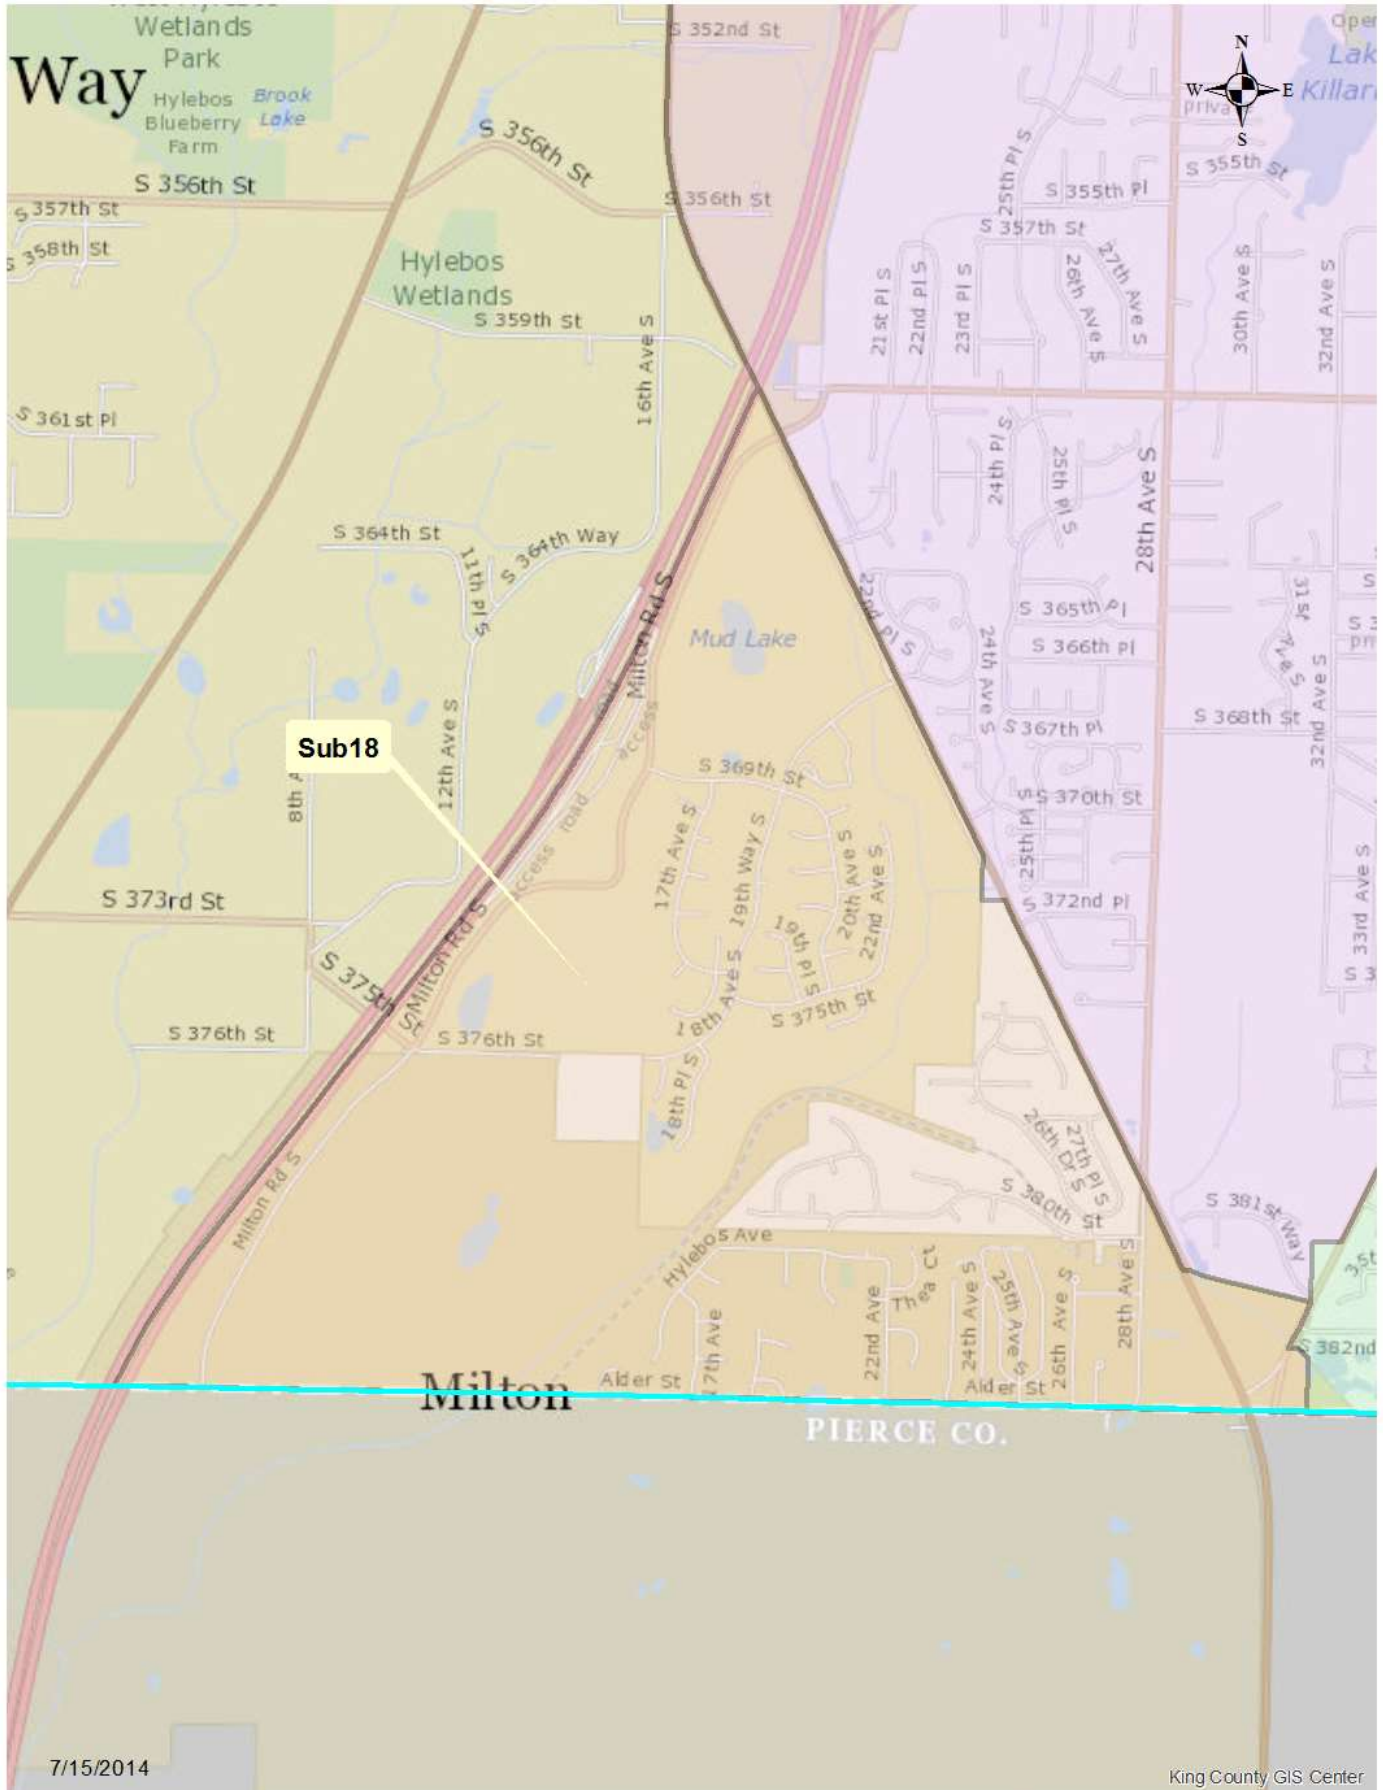 Wetlands
Park
Way
Hylebos
Blueberry
Farm
Brook
Lake
S 352nd St
N
W
E
S
Lak
private
S 356th St
S 356th St
S 356th St
25th Pl S
S 355th Pl
S 355th St
S 357th St
S 358th St
S 357th St
Hylebos
Wetlands
S 359th St
16th Ave S
21st Pl S
22nd Pl S
23rd Pl S
26th Ave S
27th Ave S
30th Ave S
32nd Ave S
S 361st Pl
24th Pl S
25th Pl S
28th Ave S
S 364th St
S 364th Way
11th Pl S
Milton Rd S
Mud Lake
22nd Pl S
24th Ave S
S 365th Pl
S 366th Pl
31st Ave S
32nd Ave S
S 367th Pl
S 368th St
Sub18
8th A
12th Ave S
road
access
S 369th St
17th Ave S
19th Way S
20th Ave S
22nd Ave S
25th Pl S
S 370th St
access road
S 373rd St
S 372nd Pl
33rd Ave S
Milton Rd S
19th Pl S
S 375th St
18th Ave S
S 375th St
S 376th St
S 376th St
18th Pl S
26th Dr S
27th Pl S
S 380th St
Milton Rd S
Hylebos Ave
S 381st Way
17th Ave
22nd Ave
Thea Ct
24th Ave S
25th Ave S
26th Ave S
28th Ave S
S 382nd
Milton
Alder St
Alder St
PIERCE CO.
7/15/2014
King County GIS Center